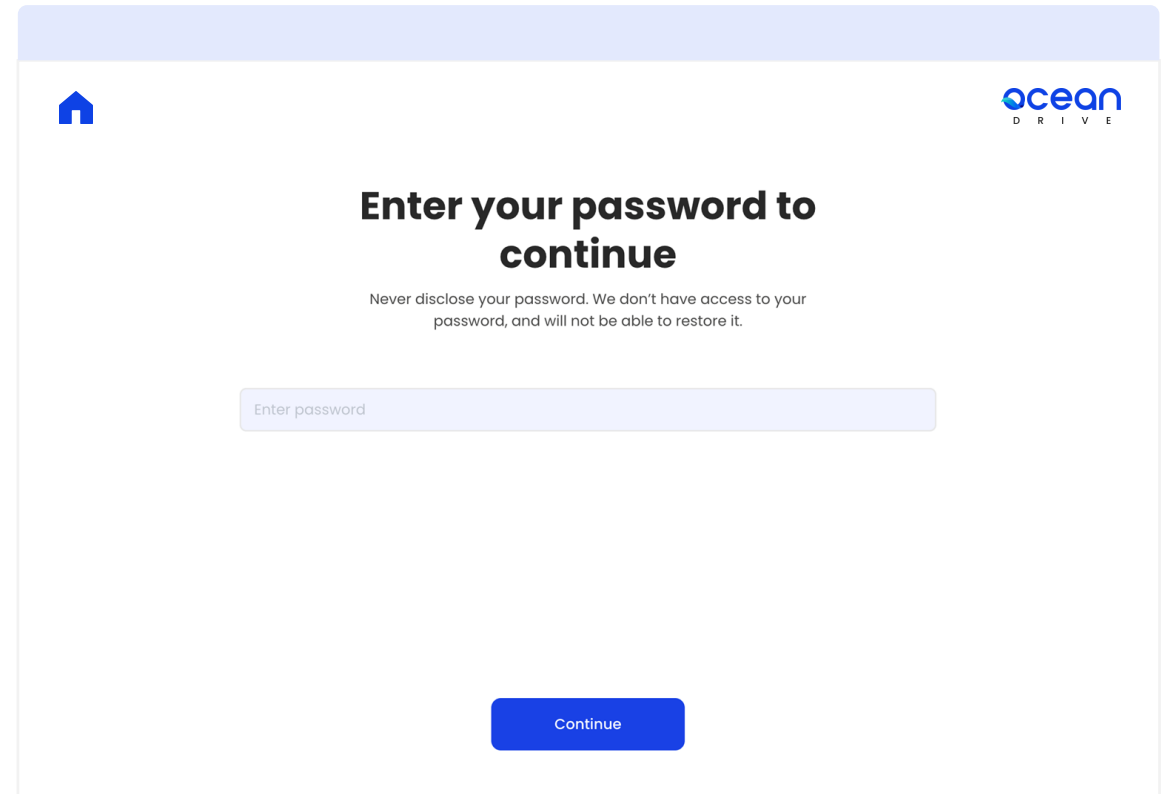 ocean
DRIVE
Enter your password to
continue
Never disclose your password. We don’t have access to your
password, and will not be able to restore it.
Enter password
Continue